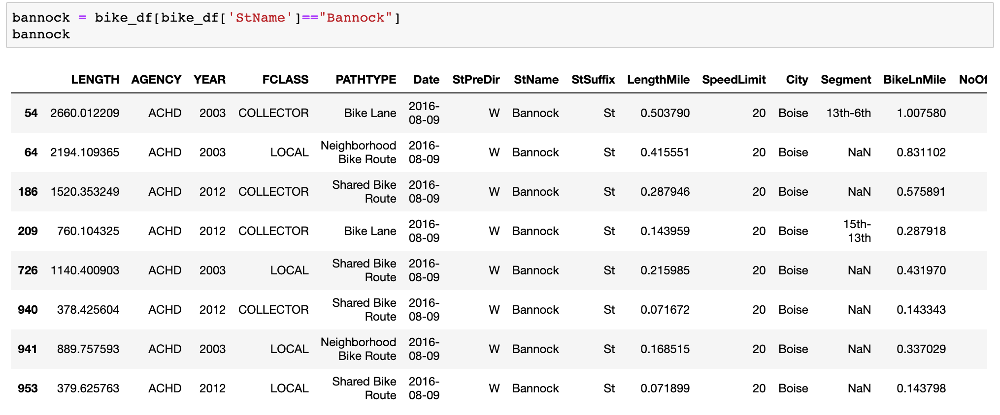 bannock = bike_df[bike_df['StName']=="Bannock"]
bannock
LENGTH AGENCY YEAR FCLASS PATHTYPE Date StPreDir StName StSuffix LengthMile SpeedLimit City Segment BikeLnMile NoOf
54 2660.012209 ACHD 2003 COLLECTOR Bike Lane 2016-08-09 W Bannock St 0.503790 20 Boise 13th-6th 1.007580
64 2194.109365 ACHD 2003 LOCAL Neighborhood Bike Route 2016-08-09 W Bannock St 0.415551 20 Boise NaN 0.831102
186 1520.353249 ACHD 2012 COLLECTOR Shared Bike Route 2016-08-09 W Bannock St 0.287946 20 Boise NaN 0.575891
209 760.104325 ACHD 2012 COLLECTOR Bike Lane 2016-08-09 W Bannock St 0.143959 20 Boise 15th-13th 0.287918
726 1140.400903 ACHD 2003 LOCAL Shared Bike Route 2016-08-09 W Bannock St 0.215985 20 Boise NaN 0.431970
940 378.425604 ACHD 2012 COLLECTOR Shared Bike Route 2016-08-09 W Bannock St 0.071672 20 Boise NaN 0.143343
941 889.757593 ACHD 2003 LOCAL Neighborhood Bike Route 2016-08-09 W Bannock St 0.168515 20 Boise NaN 0.337029
953 379.625763 ACHD 2012 LOCAL Shared Bike Route 2016-08-09 W Bannock St 0.071899 20 Boise NaN 0.143798